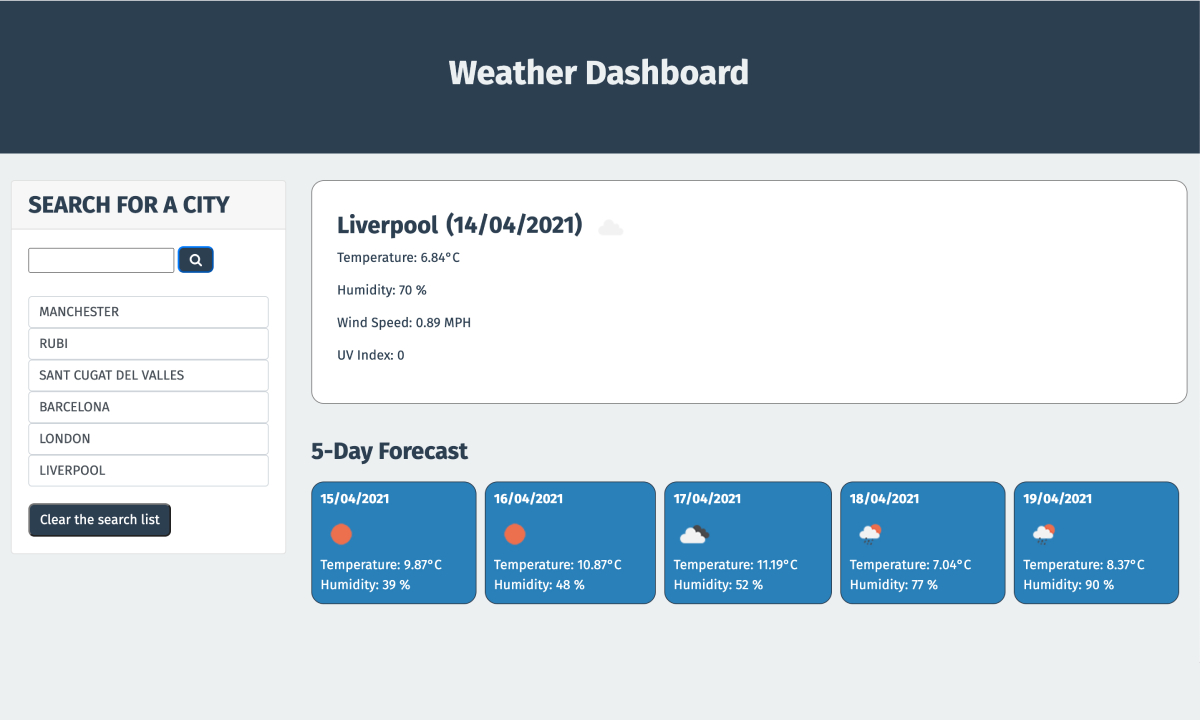 Weather Dashboard
SEARCH FOR A CITY
MANCHESTER
RUBI
SANT CUGAT DEL VALLES
BARCELONA
LONDON
LIVERPOOL
Clear the search list
Liverpool (14/04/2021)
Temperature: 6.84°C
Humidity: 70 %
Wind Speed: 0.89 MPH
UV Index: 0
5-Day Forecast
15/04/2021
Temperature: 9.87°C
Humidity: 39 %
16/04/2021
Temperature: 10.87°C
Humidity: 48 %
17/04/2021
Temperature: 11.19°C
Humidity: 52 %
18/04/2021
Temperature: 7.04°C
Humidity: 77 %
19/04/2021
Temperature: 8.37°C
Humidity: 90 %